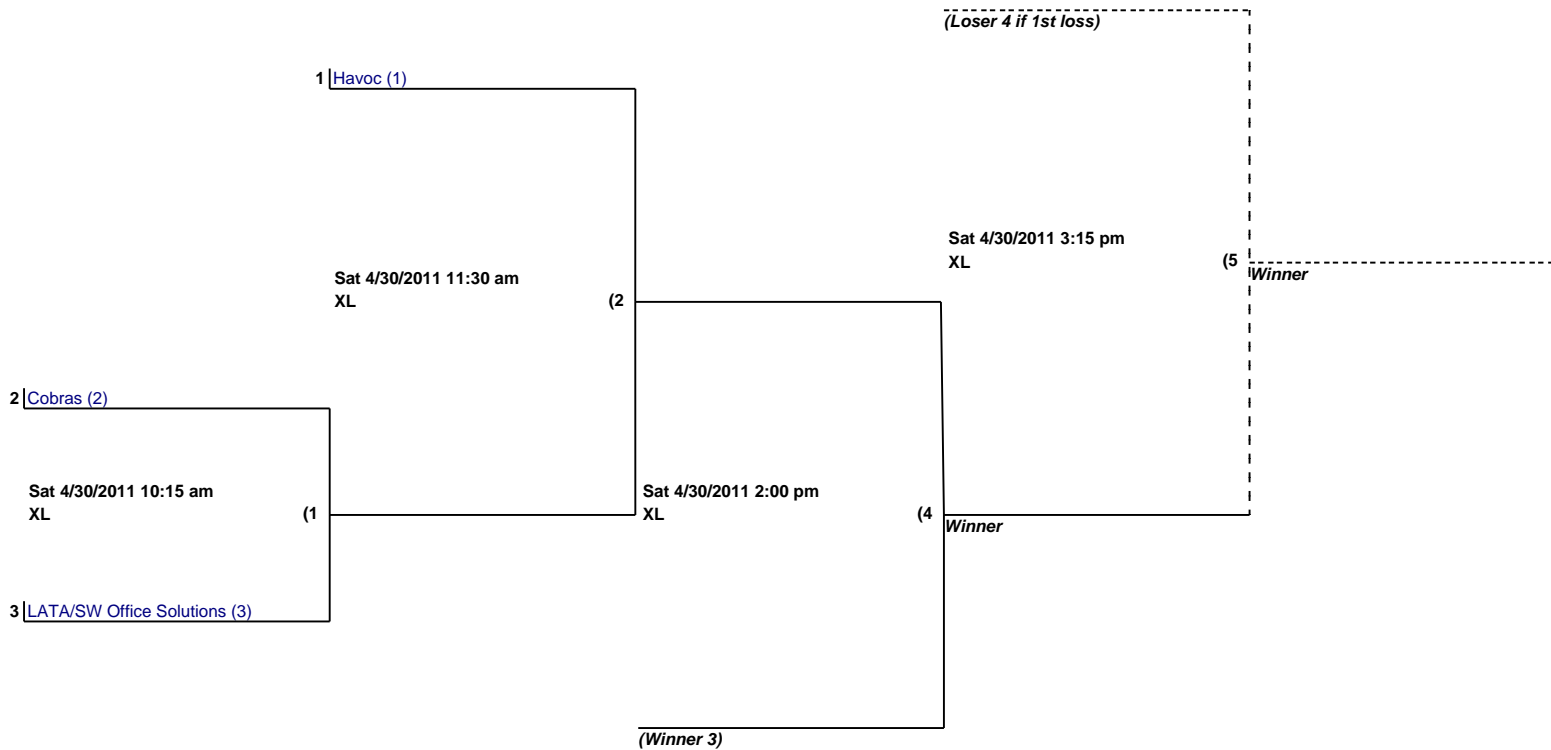 (Loser 4 if 1st loss)
1 Havoc (1)
Sat 4/30/2011 3:15 pm
XL (5
Winner
Sat 4/30/2011 11:30 am
XL (2
2 Cobras (2)
Sat 4/30/2011 10:15 am
XL (1
Sat 4/30/2011 2:00 pm
XL (4
Winner
3 LATA/SW Office Solutions (3)
(Winner 3)